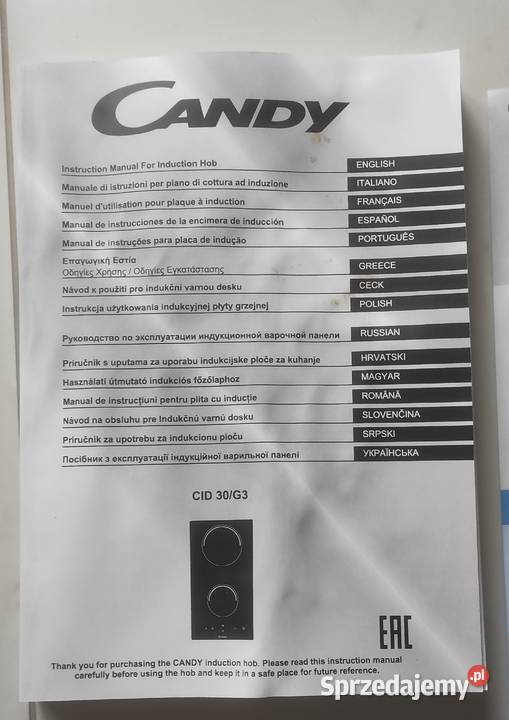 CANDY
Instruction Manual For Induction Hob ENGLISH
Manuale di istruzioni per piano di cottura ad induzione ITALIANO
Manuel d'utilisation pour plaque à induction FRANÇAIS
Manual de instrucciones de la encimera de inducción ESPAÑOL
Manual de instruções para placa de indução PORTUGUÊS
Επαγωγική Εστία
Οδηγίες Χρήσης / Οδηγίες Εγκατάστασης GREECE
Návod k použití pro indukční varnou desku CECK
Instrukcja użytkowania indukcyjnej płyty grzejnej POLISH
Руководство по эксплуатации индукционной варочной панели RUSSIAN
Priručnik s uputama za uporabu indukcijske ploče za kuhanje HRVATSKI
Használati útmutató indukciós főzőlaphoz MAGYAR
Manual de instrucțiuni pentru plita cu inducție ROMÂNĂ
Návod na obsluhu pre Indukčnú varnú dosku SLOVENČINA
Priručnik za upotrebu za indukcionu ploču SRPSKI
Посібник з експлуатації індукційної варильної панелі УКРАЇНСЬКА
CID 30/G3
EAC
Thank you for purchasing the CANDY induction hob. Please read this instruction manual
carefully before using the hob and keep it in a safe place for future reference.
Sprzedajemy.pl